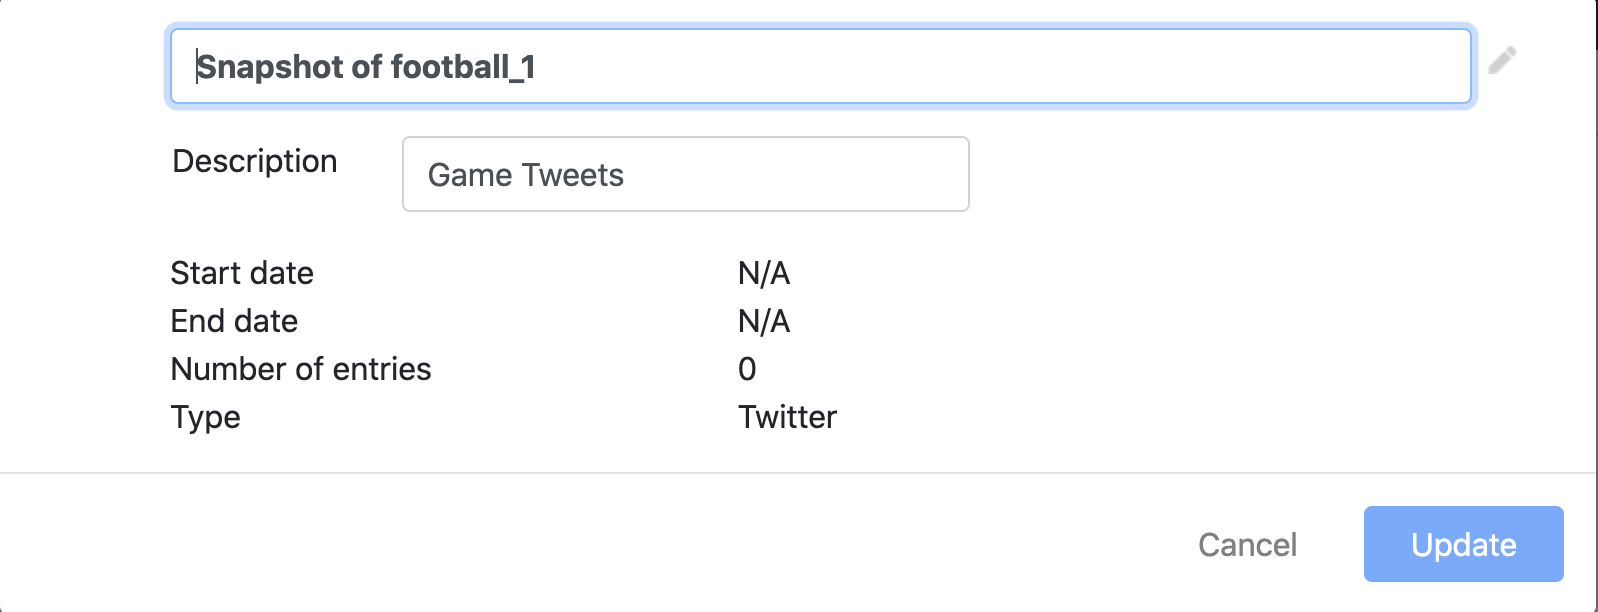 Snapshot of football_1
Description
Game Tweets
Start date N/A
End date N/A
Number of entries 0
Type Twitter
Cancel Update